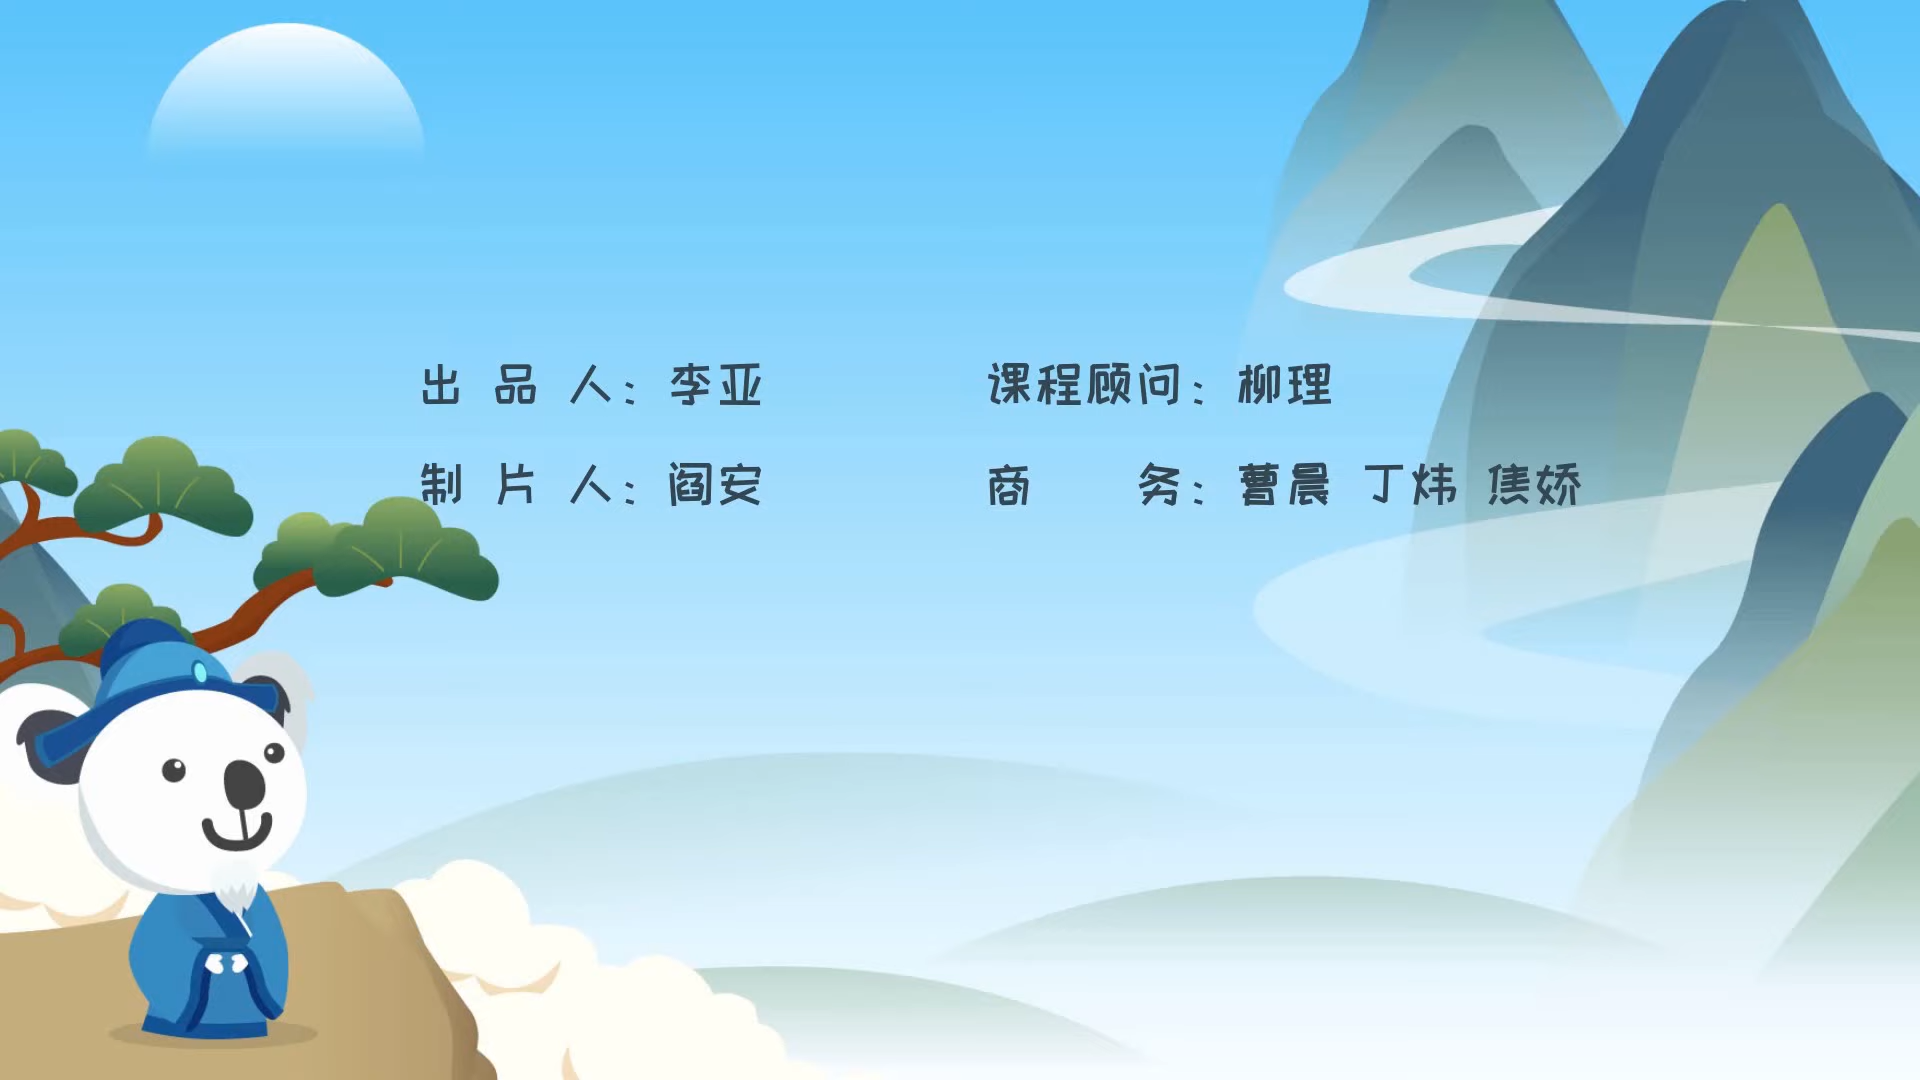 出 品 人：李亚 课程顾问：柳理
制 片 人：阎安 商 务：曹晨 丁炜 焦娇